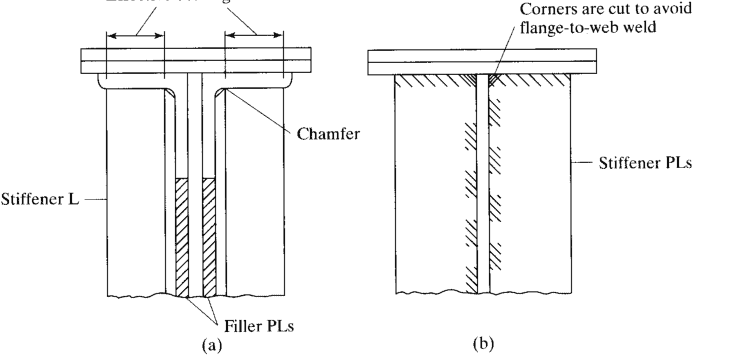 Corners are cut to avoid
flange-to-web weld
Chamfer
Stiffener L
Stiffener PLs
Filler PLs
(a)
(b)